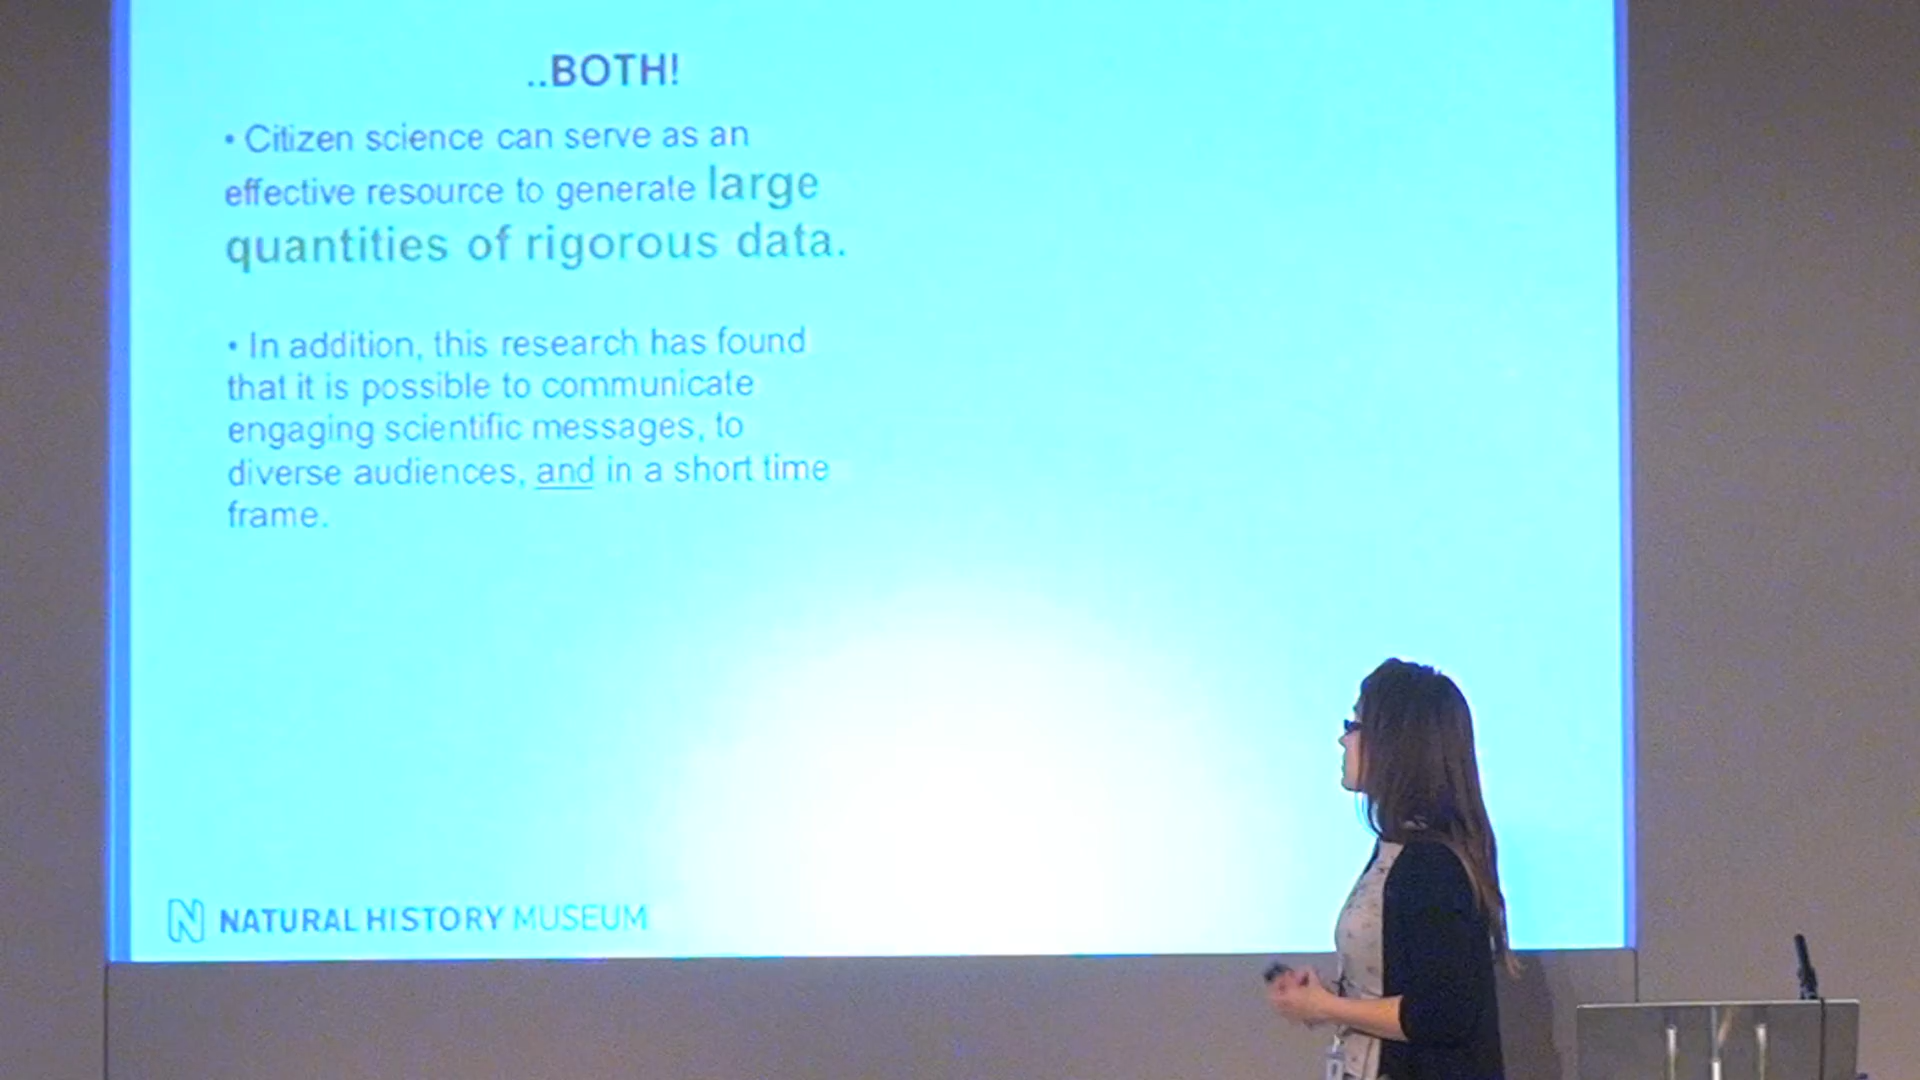 ..BOTH!
• Citizen science can serve as an
effective resource to generate large
quantities of rigorous data.
• In addition, this research has found
that it is possible to communicate
engaging scientific messages, to
diverse audiences, and in a short time
frame.
N NATURAL HISTORY MUSEUM